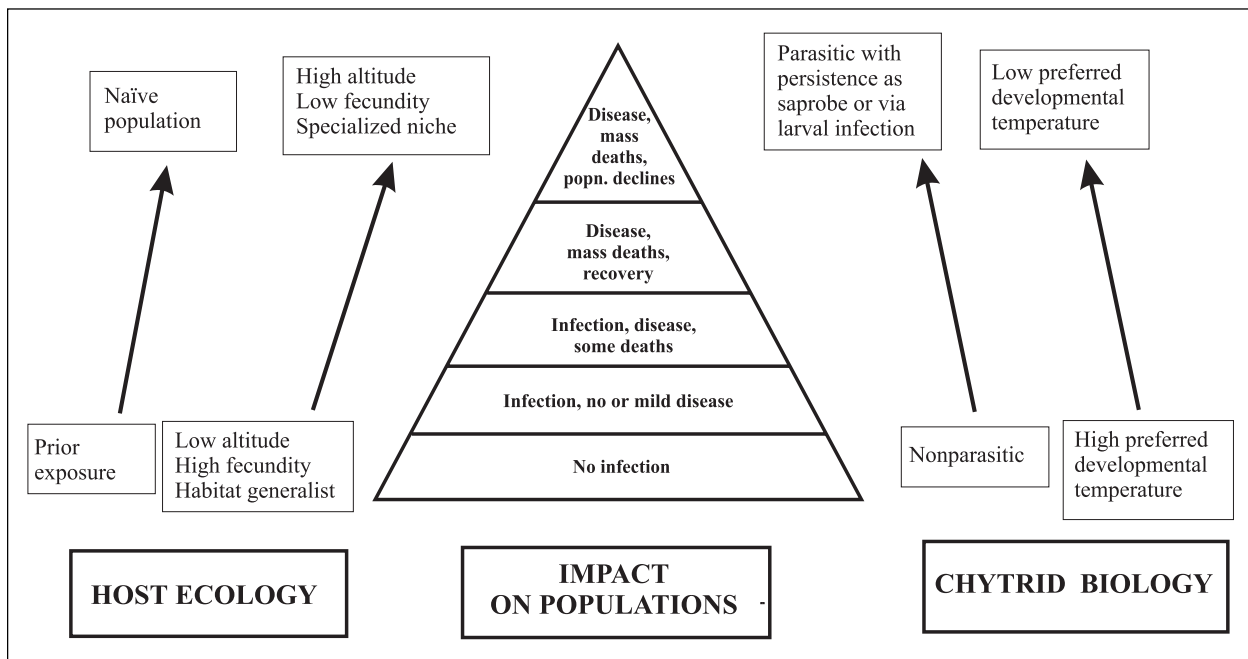 Naïve
population
High altitude
Low fecundity
Specialized niche
Disease,
mass
deaths,
popn. declines
Disease,
mass deaths,
recovery
Infection, disease,
some deaths
Infection, no or mild disease
No infection
Parasitic with
persistence as
saprobe or via
larval infection
Low preferred
developmental
temperature
Prior
exposure
Low altitude
High fecundity
Habitat generalist
Nonparasitic
High preferred
developmental
temperature
HOST ECOLOGY
IMPACT
ON POPULATIONS -
CHYTRID BIOLOGY